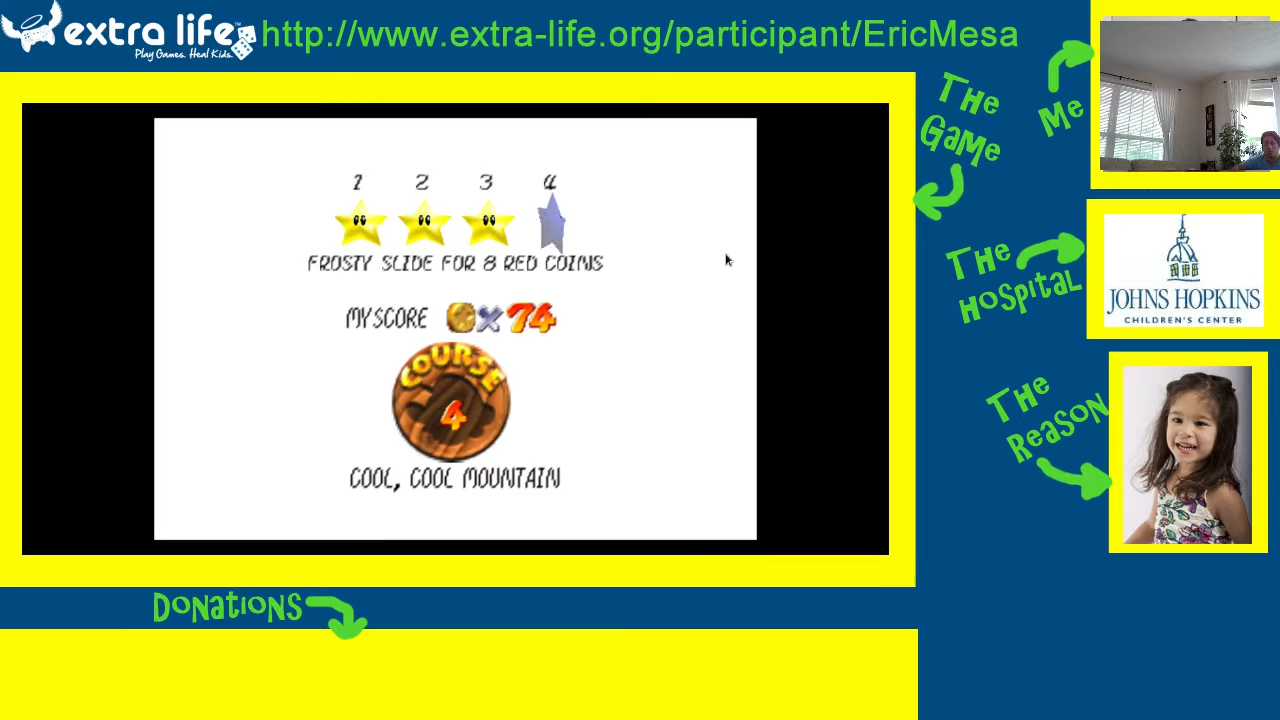 extra life
Play Games. Heal Kids.
http://www.extra-life.org/participant/EricMesa
1 2 3 4
FROSTY SLIDE FOR 8 RED COINS
MY SCORE × 74
COURSE
4
COOL, COOL MOUNTAIN
THE
GAME
ME
THE
HOSPITAL
JOHNS HOPKINS
CHILDREN'S CENTER
THE
REASON
DONATIONS